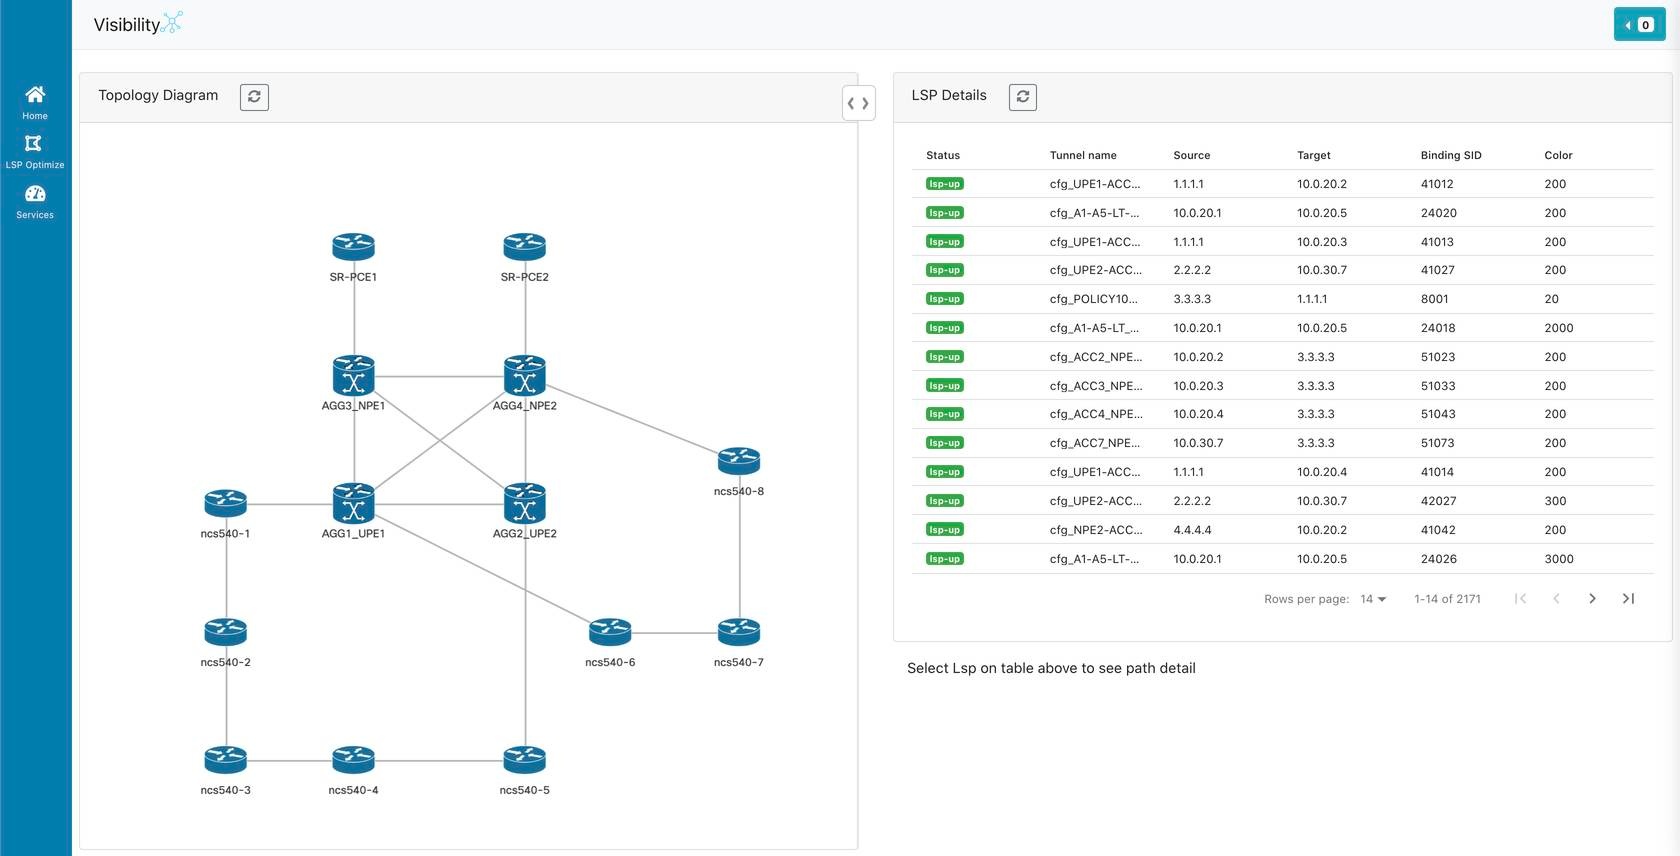 Visibility
0
Home
LSP Optimize
Services
Topology Diagram
SR-PCE1
SR-PCE2
AGG3_NPE1
AGG4_NPE2
ncs540-8
ncs540-1
AGG1_UPE1
AGG2_UPE2
ncs540-2
ncs540-6
ncs540-7
ncs540-3
ncs540-4
ncs540-5
LSP Details
Status Tunnel name Source Target Binding SID Color
lsp-up cfg_UPE1-ACC... 1.1.1.1 10.0.20.2 41012 200
lsp-up cfg_A1-A5-LT-... 10.0.20.1 10.0.20.5 24020 200
lsp-up cfg_UPE1-ACC... 1.1.1.1 10.0.20.3 41013 200
lsp-up cfg_UPE2-ACC... 2.2.2.2 10.0.30.7 41027 200
lsp-up cfg_POLICY10... 3.3.3.3 1.1.1.1 8001 20
lsp-up cfg_A1-A5-LT_... 10.0.20.1 10.0.20.5 24018 2000
lsp-up cfg_ACC2_NPE... 10.0.20.2 3.3.3.3 51023 200
lsp-up cfg_ACC3_NPE... 10.0.20.3 3.3.3.3 51033 200
lsp-up cfg_ACC4_NPE... 10.0.20.4 3.3.3.3 51043 200
lsp-up cfg_ACC7_NPE... 10.0.30.7 3.3.3.3 51073 200
lsp-up cfg_UPE1-ACC... 1.1.1.1 10.0.20.4 41014 200
lsp-up cfg_UPE2-ACC... 2.2.2.2 10.0.30.7 42027 300
lsp-up cfg_NPE2-ACC... 4.4.4.4 10.0.20.2 41042 200
lsp-up cfg_A1-A5-LT-... 10.0.20.1 10.0.20.5 24026 3000
Rows per page: 14 1-14 of 2171
Select Lsp on table above to see path detail